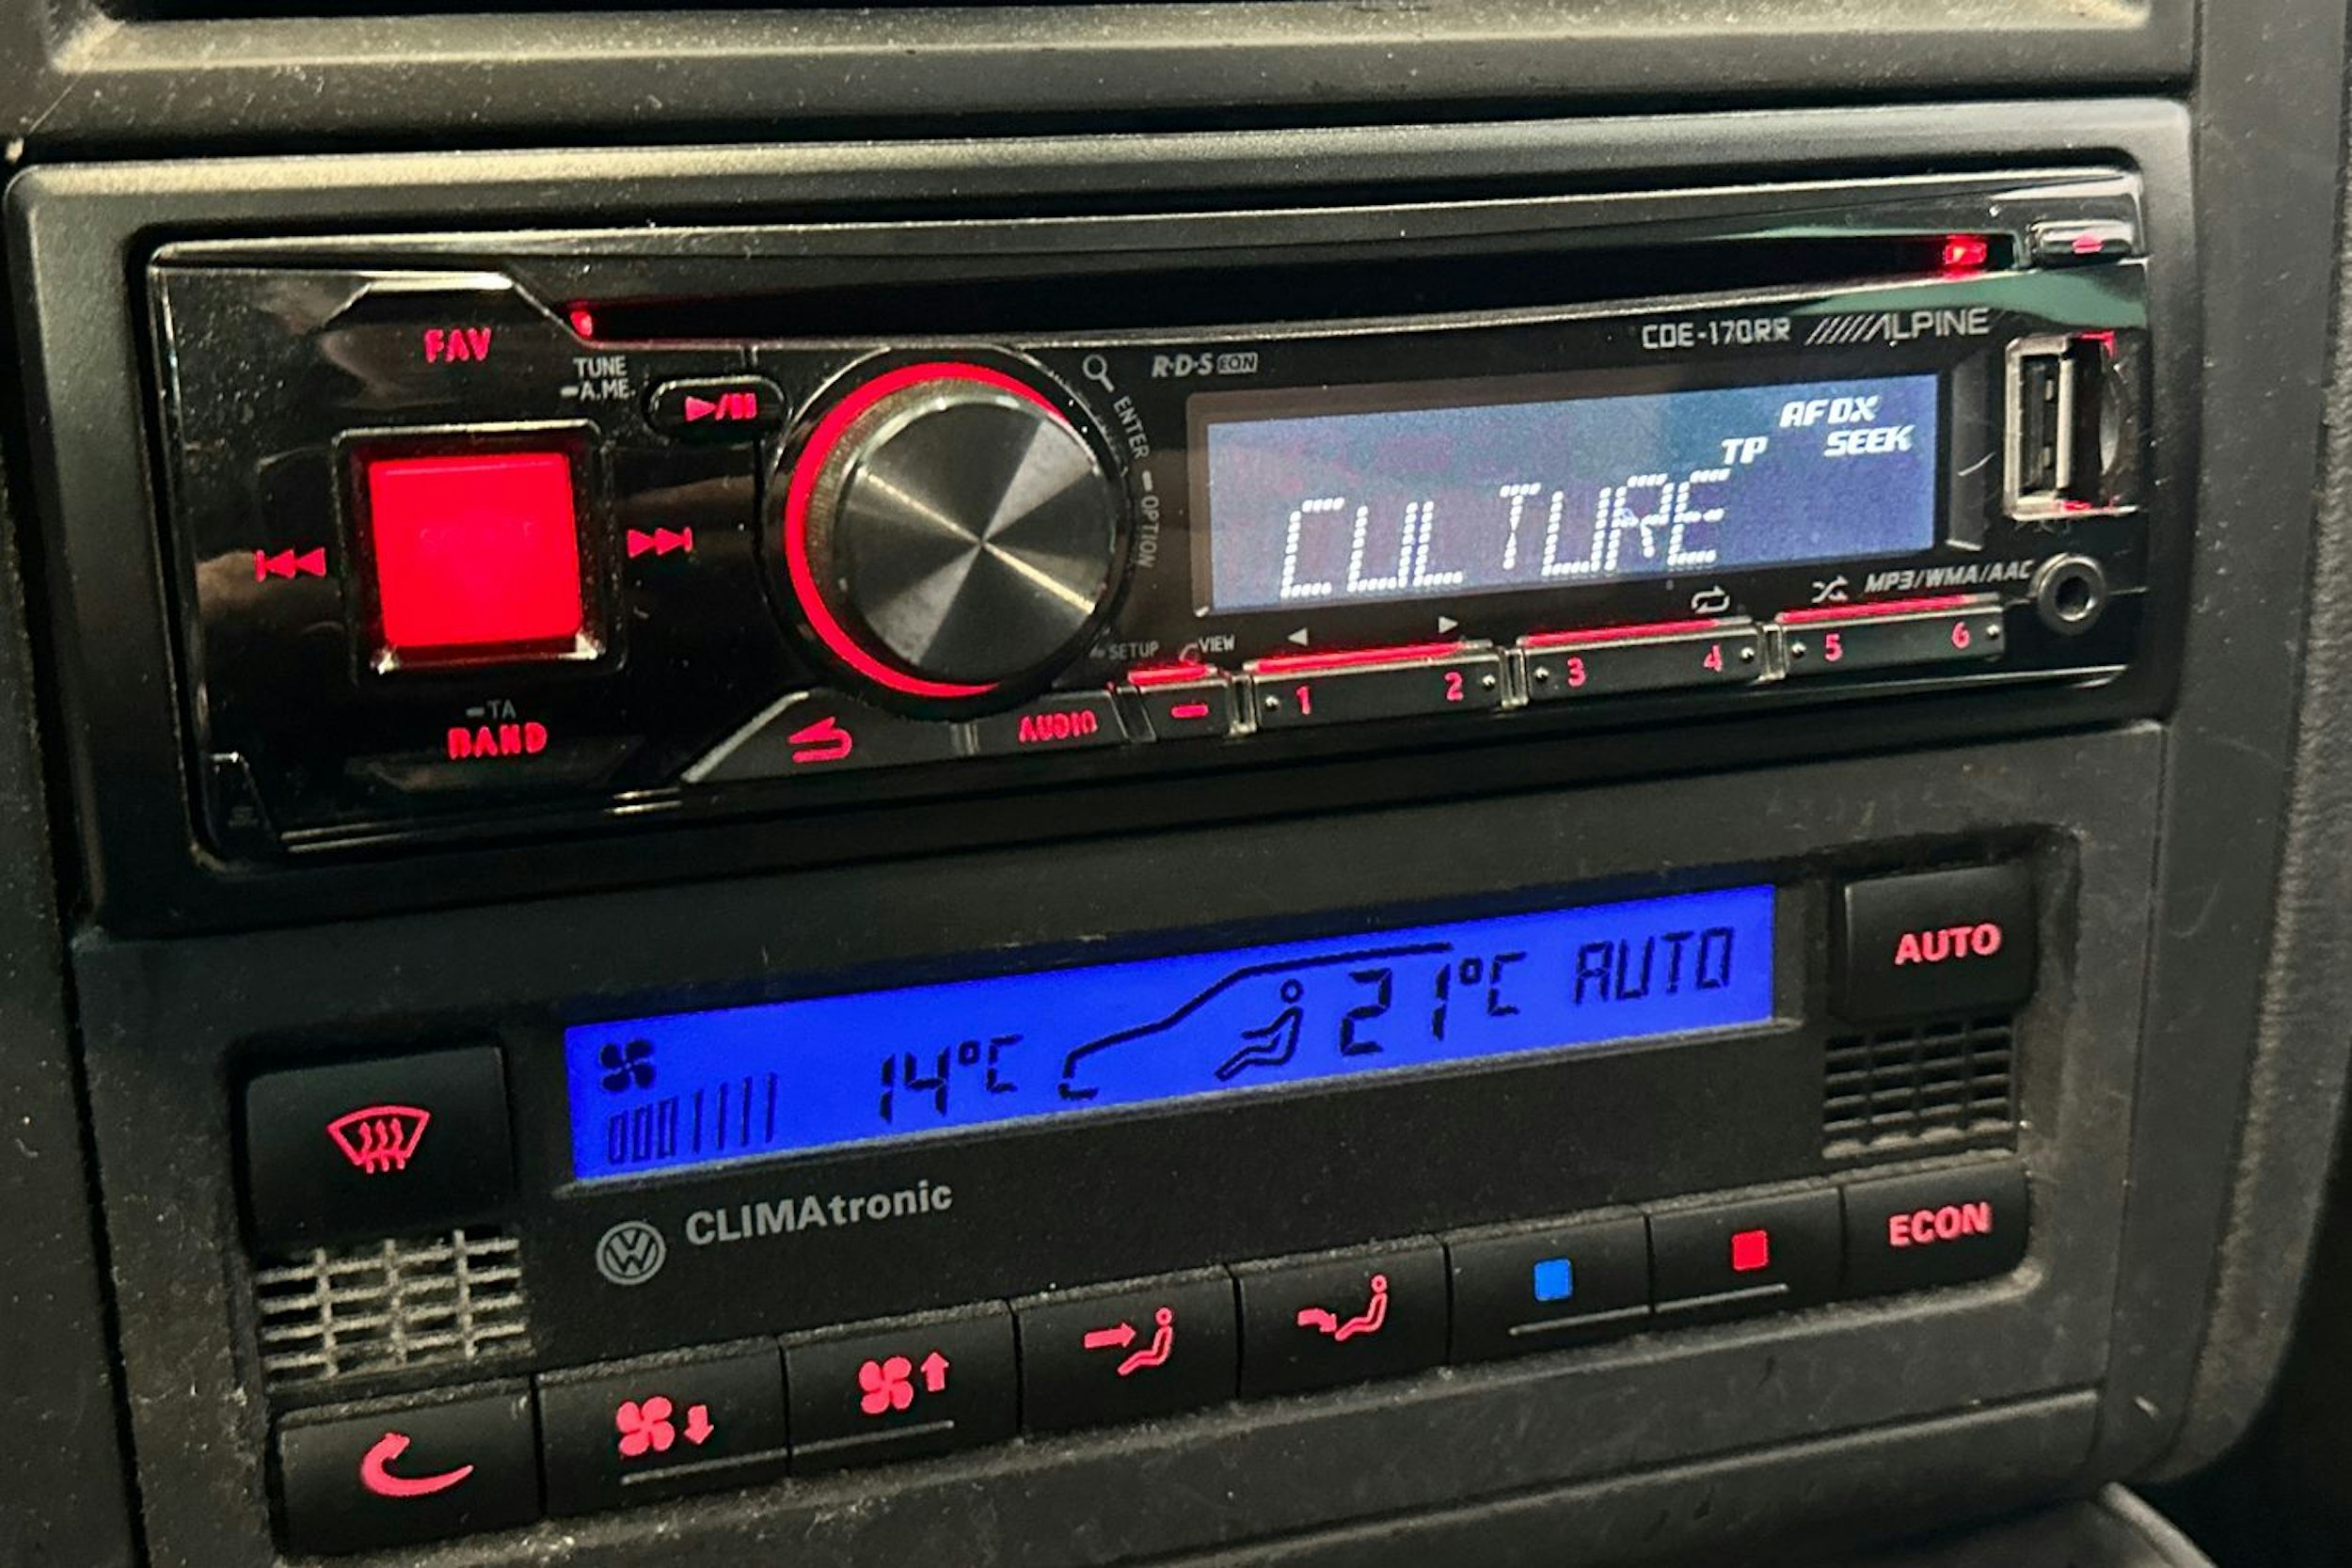 CDE-170RR ALPINE
FAV
TUNE
A.ME.
R·D·S EON
ENTER
OPTION
AF DX
TP SEEK
CULTURE
MP3/WMA/AAC
SETUP VIEW
TA
BAND
AUDIO
1 2 3 4 5 6
14°C 21°C AUTO
AUTO
CLIMAtronic
ECON